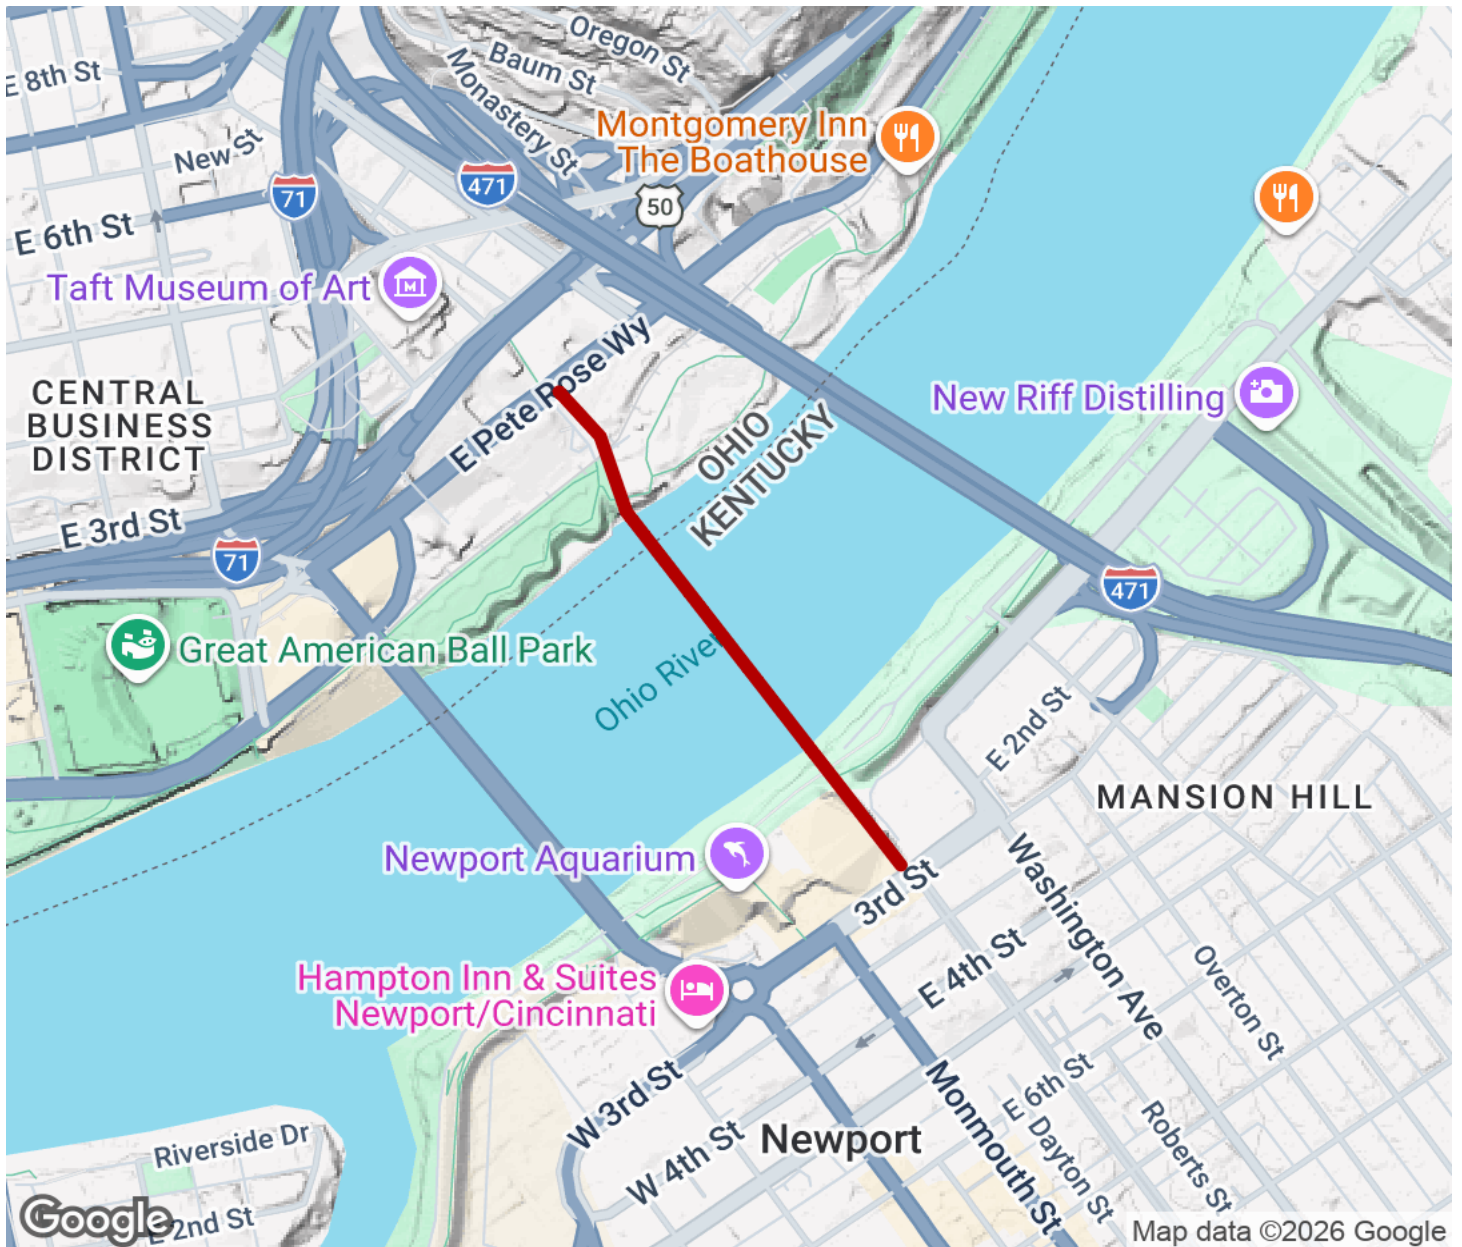 Oregon St
Baum St
Monastery St
E 8th St
New St
Montgomery Inn
The Boathouse
71
471
50
E 6th St
Taft Museum of Art
E Pete Rose Wy
CENTRAL
BUSINESS
DISTRICT
New Riff Distilling
OHIO
KENTUCKY
E 3rd St
71
471
Great American Ball Park
Ohio River
E 2nd St
MANSION HILL
Newport Aquarium
3rd St
Washington Ave
E 4th St
Overton St
Hampton Inn & Suites
Newport/Cincinnati
W 3rd St
E 6th St
Monmouth St
Dayton St
Roberts St
W 4th St
Newport
Riverside Dr
E 2nd St
Google
Map data ©2026 Google